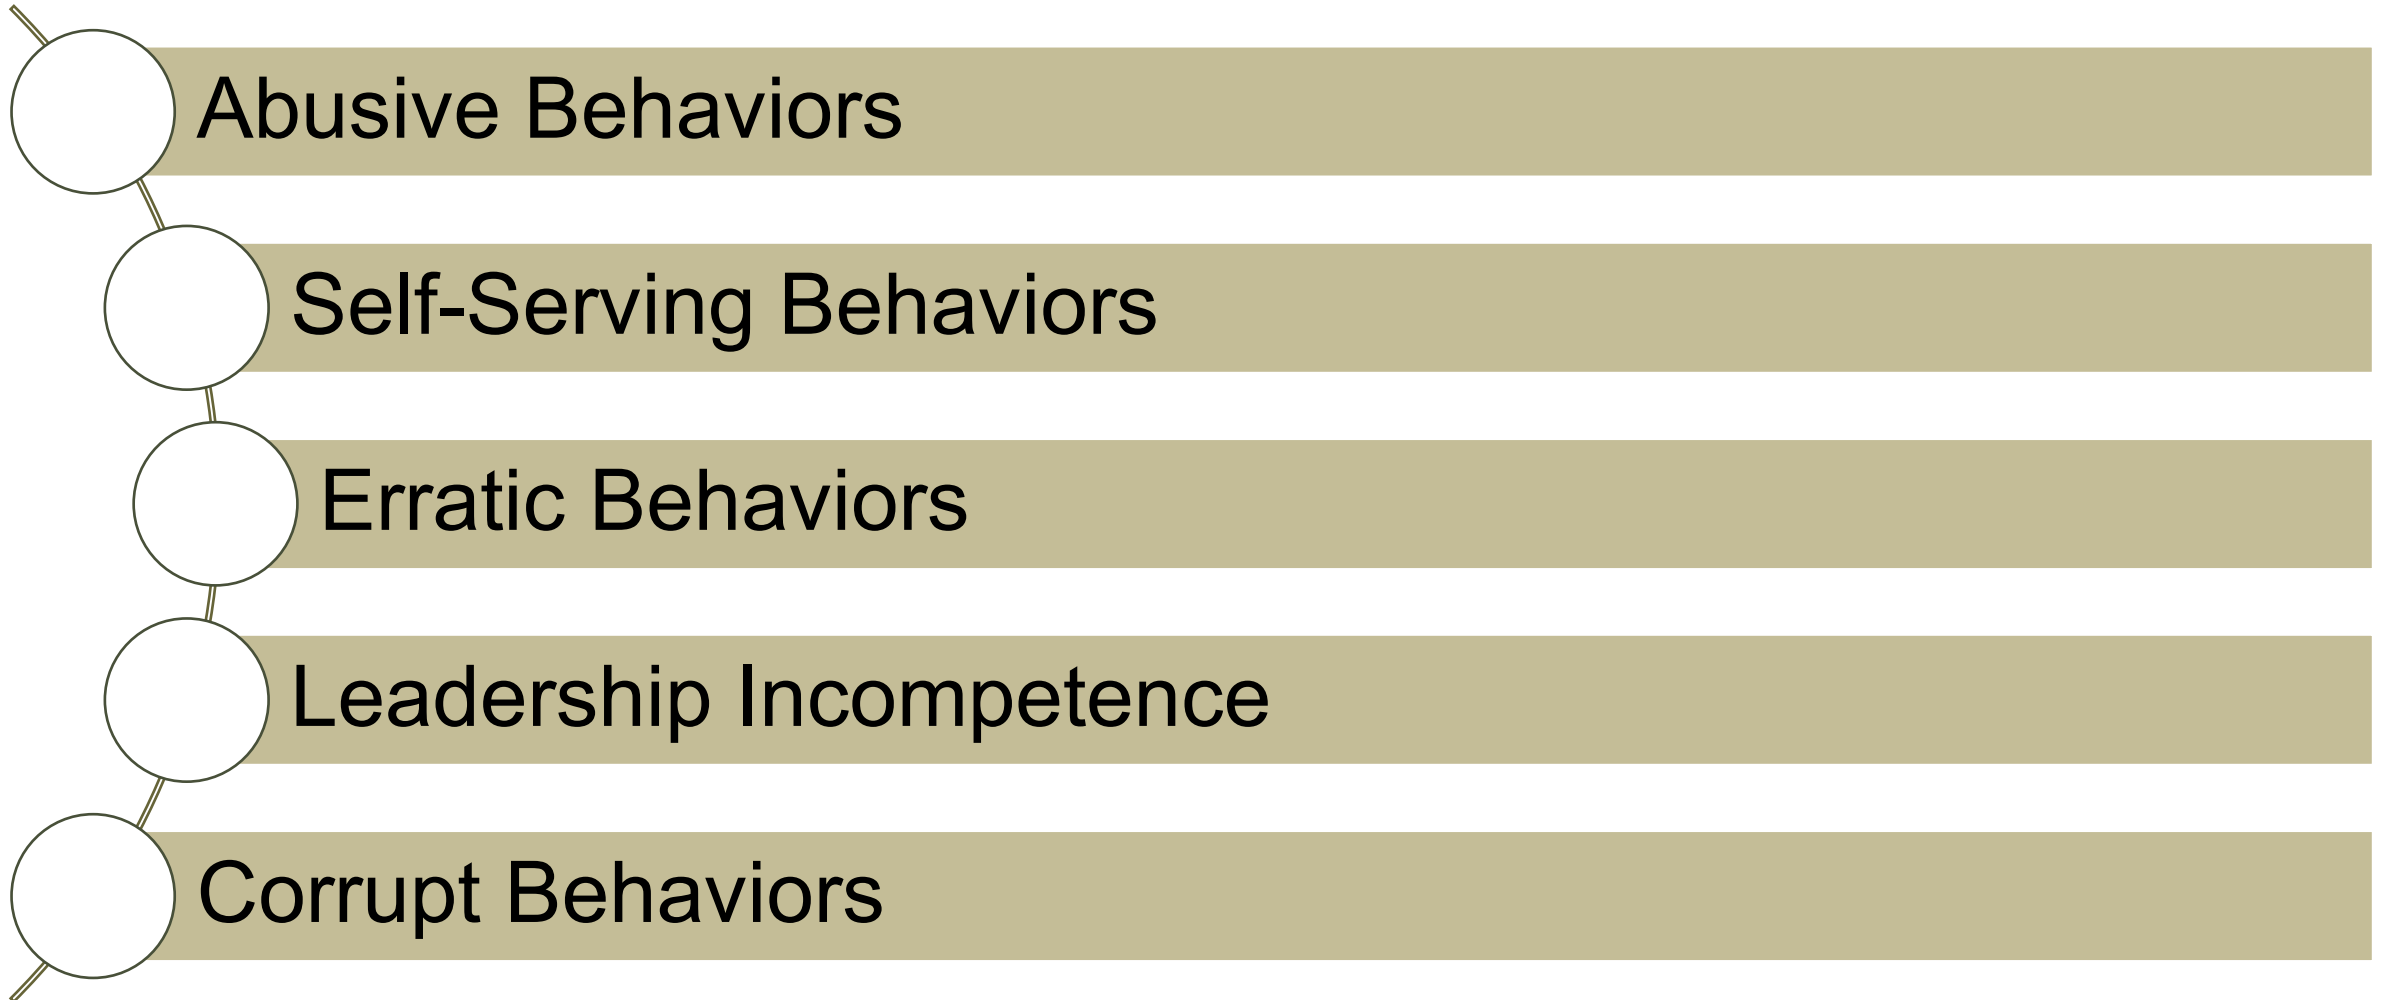 Abusive Behaviors
Self-Serving Behaviors
Erratic Behaviors
Leadership Incompetence
Corrupt Behaviors